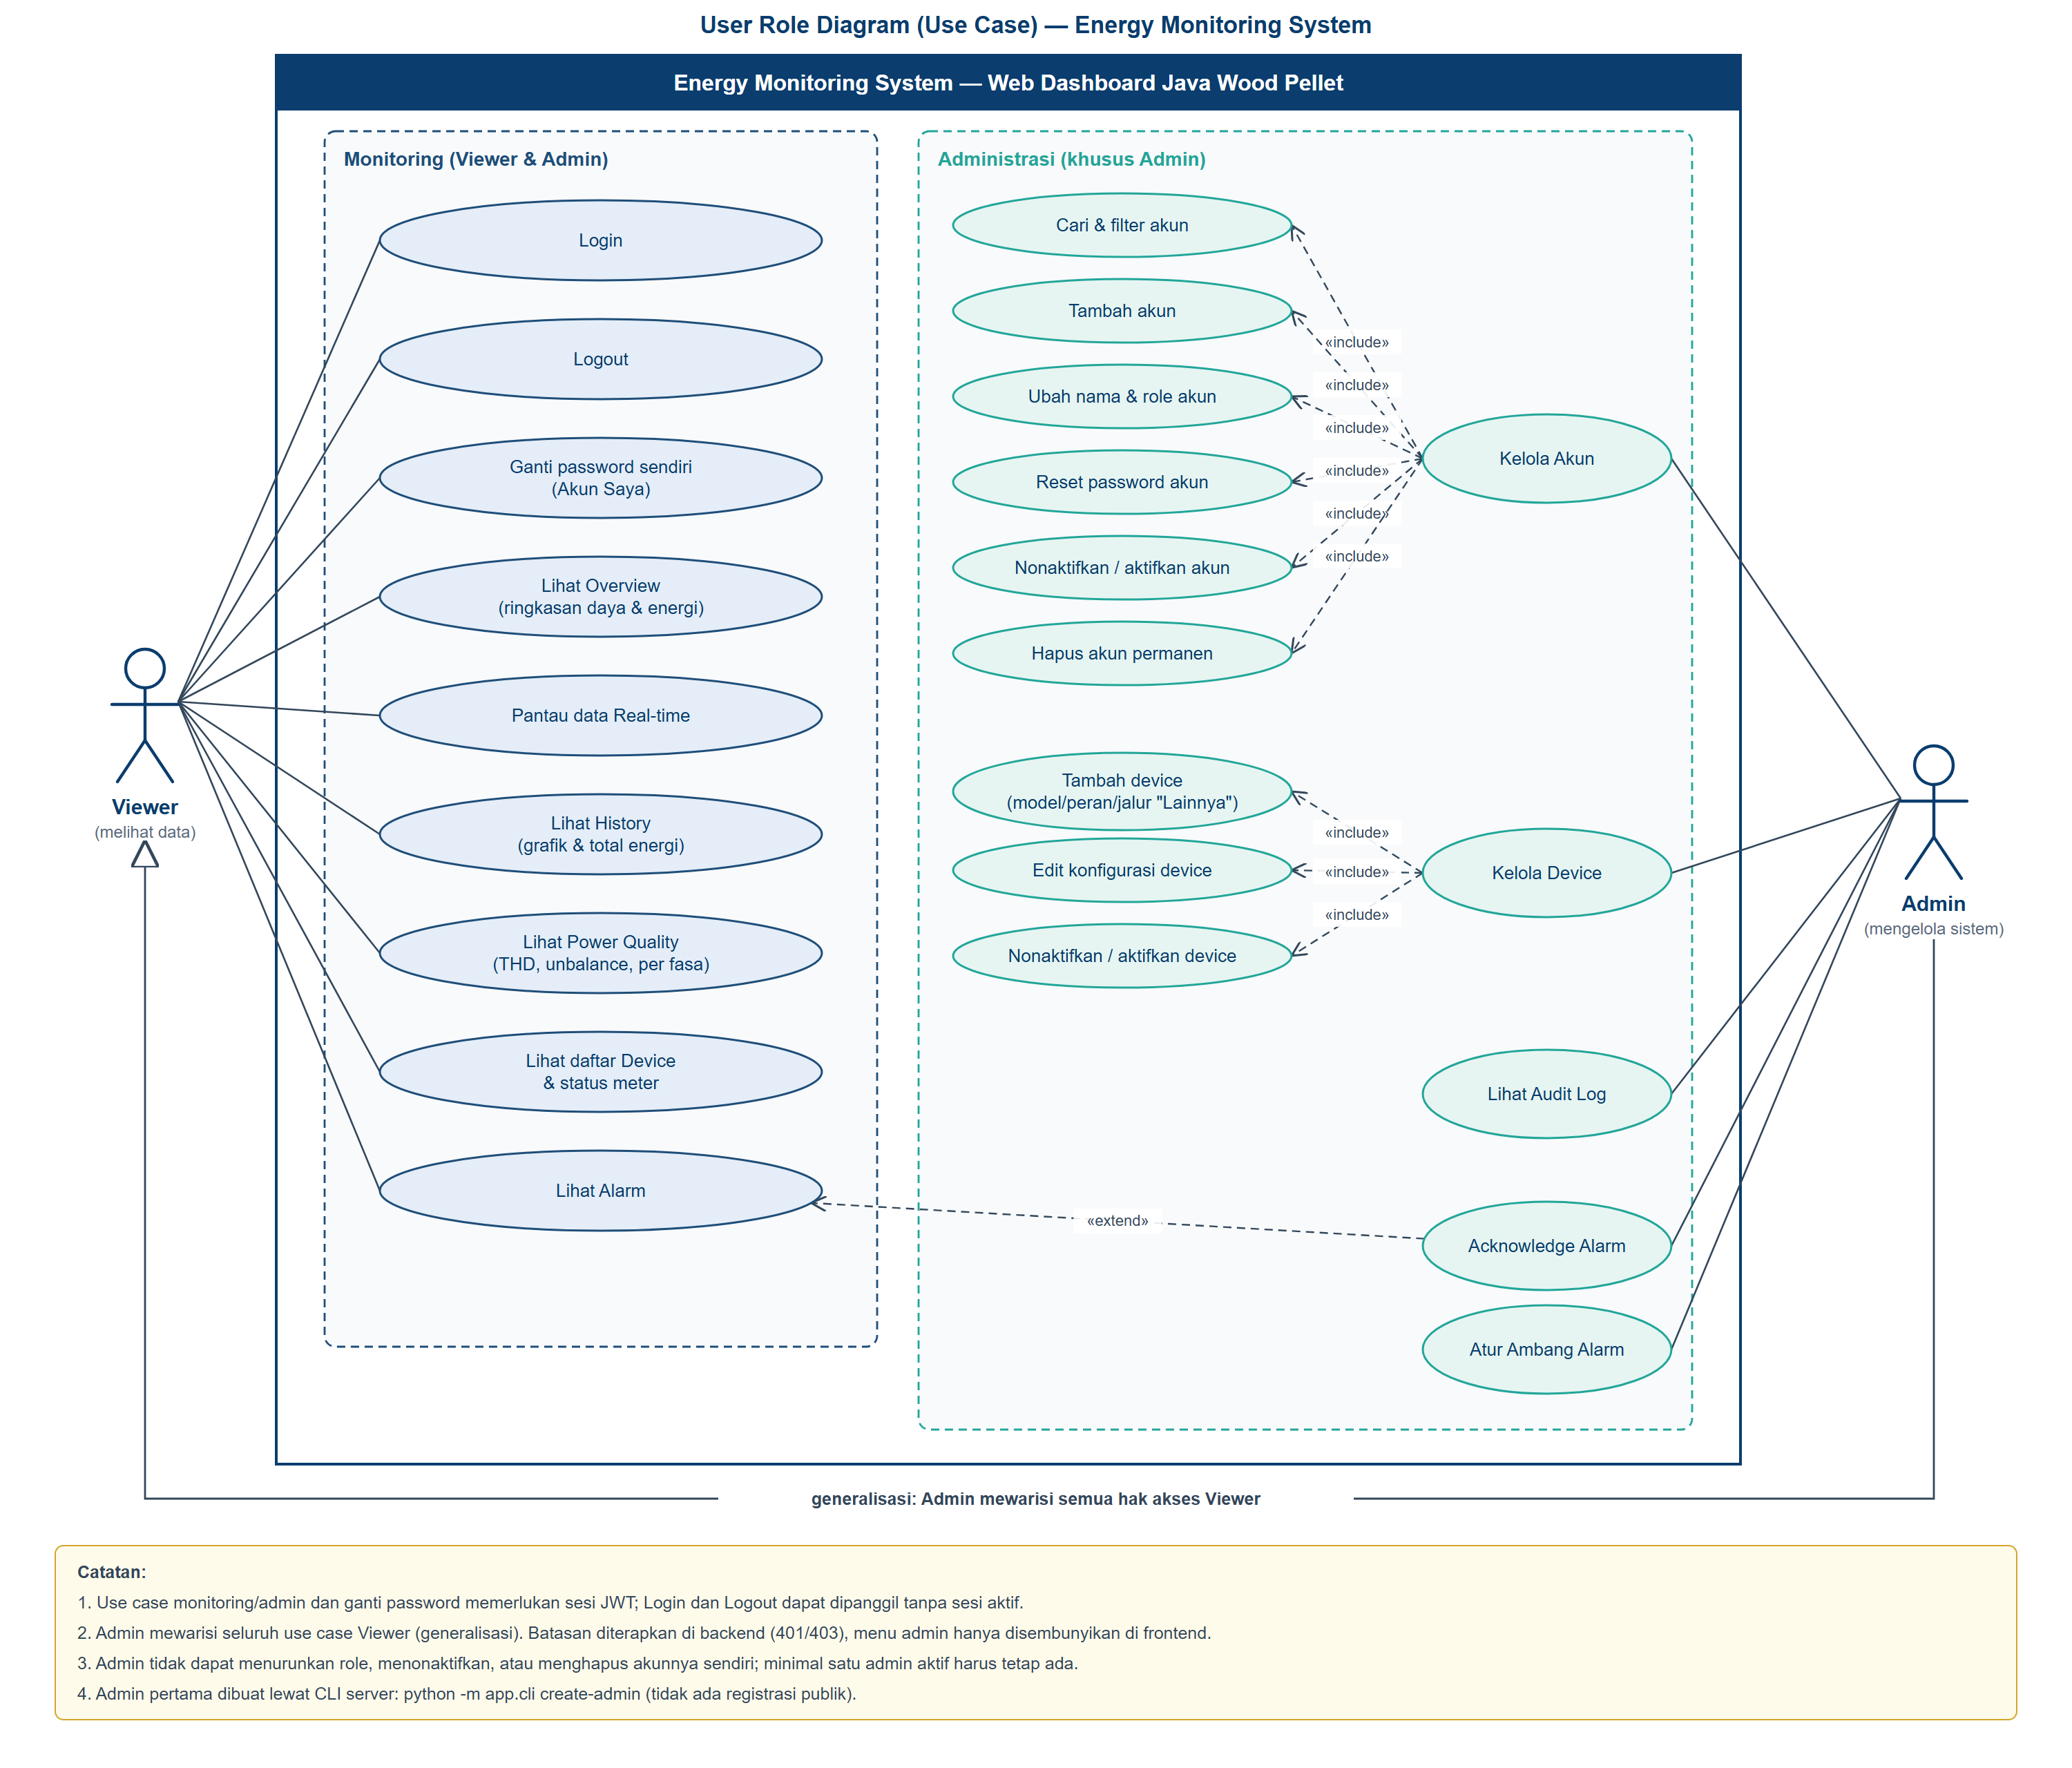 User Role Diagram (Use Case) — Energy Monitoring System
Energy Monitoring System — Web Dashboard Java Wood Pellet
Monitoring (Viewer & Admin)
Login
Logout
Ganti password sendiri
(Akun Saya)
Lihat Overview
(ringkasan daya & energi)
Pantau data Real-time
Lihat History
(grafik & total energi)
Lihat Power Quality
(THD, unbalance, per fasa)
Lihat daftar Device
& status meter
Lihat Alarm
Viewer
(melihat data)
Administrasi (khusus Admin)
Cari & filter akun
Tambah akun
Ubah nama & role akun
Reset password akun
Nonaktifkan / aktifkan akun
Hapus akun permanen
«include»
«include»
«include»
«include»
«include»
«include»
Kelola Akun
Tambah device
(model/peran/jalur "Lainnya")
Edit konfigurasi device
Nonaktifkan / aktifkan device
«include»
«include»
«include»
Kelola Device
Lihat Audit Log
«extend»
Acknowledge Alarm
Atur Ambang Alarm
Admin
(mengelola sistem)
generalisasi: Admin mewarisi semua hak akses Viewer
Catatan:
1. Use case monitoring/admin dan ganti password memerlukan sesi JWT; Login dan Logout dapat dipanggil tanpa sesi aktif.
2. Admin mewarisi seluruh use case Viewer (generalisasi). Batasan diterapkan di backend (401/403), menu admin hanya disembunyikan di frontend.
3. Admin tidak dapat menurunkan role, menonaktifkan, atau menghapus akunnya sendiri; minimal satu admin aktif harus tetap ada.
4. Admin pertama dibuat lewat CLI server: python -m app.cli create-admin (tidak ada registrasi publik).